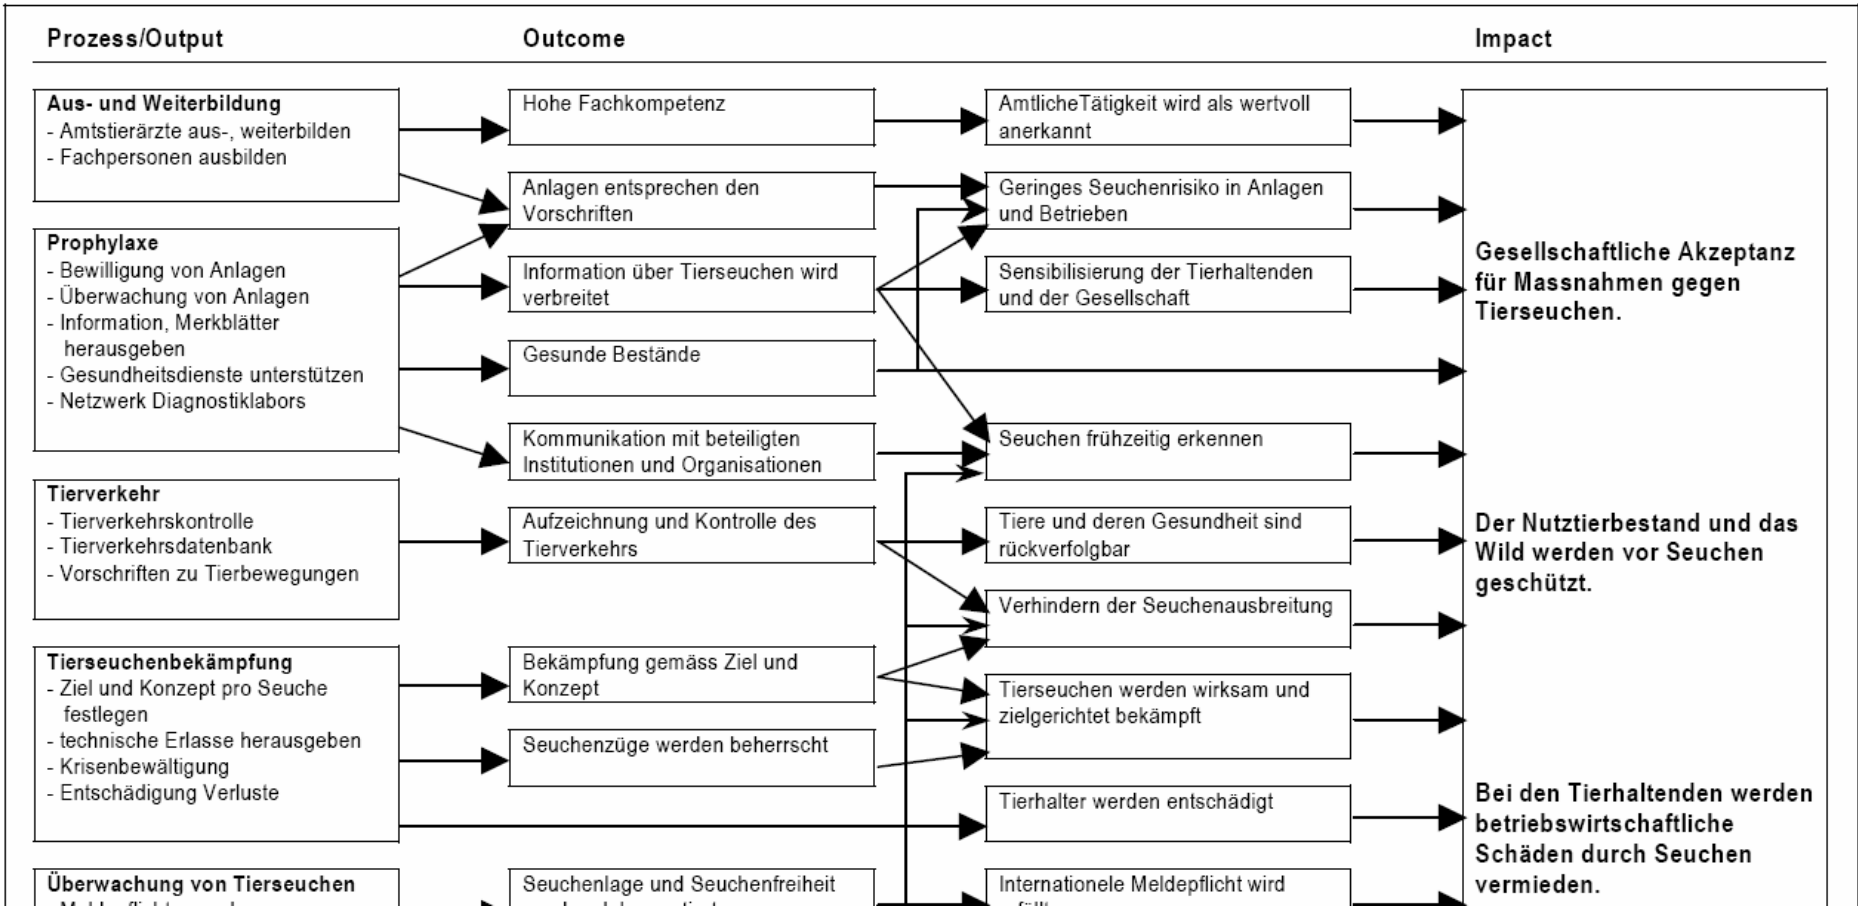 Prozess/Output
Outcome
Impact
Aus- und Weiterbildung
- Amtstierärzte aus-, weiterbilden
- Fachpersonen ausbilden
Prophylaxe
- Bewilligung von Anlagen
- Überwachung von Anlagen
- Information, Merkblätter
herausgeben
- Gesundheitsdienste unterstützen
- Netzwerk Diagnostiklabors
Tierverkehr
- Tierverkehrskontrolle
- Tierverkehrsdatenbank
- Vorschriften zu Tierbewegungen
Tierseuchenbekämpfung
- Ziel und Konzept pro Seuche
festlegen
- technische Erlasse herausgeben
- Krisenbewältigung
- Entschädigung Verluste
Überwachung von Tierseuchen
Hohe Fachkompetenz
Anlagen entsprechen den
Vorschriften
Information über Tierseuchen wird
verbreitet
Gesunde Bestände
Kommunikation mit beteiligten
Institutionen und Organisationen
Aufzeichnung und Kontrolle des
Tierverkehrs
Bekämpfung gemäss Ziel und
Konzept
Seuchenzüge werden beherrscht
Seuchenlage und Seuchenfreiheit
AmtlicheTätigkeit wird als wertvoll
anerkannt
Geringes Seuchenrisiko in Anlagen
und Betrieben
Sensibilisierung der Tierhaltenden
und der Gesellschaft
Seuchen frühzeitig erkennen
Tiere und deren Gesundheit sind
rückverfolgbar
Verhindern der Seuchenausbreitung
Tierseuchen werden wirksam und
zielgerichtet bekämpft
Tierhalter werden entschädigt
Internationele Meldepflicht wird
Gesellschaftliche Akzeptanz
für Massnahmen gegen
Tierseuchen.
Der Nutztierbestand und das
Wild werden vor Seuchen
geschützt.
Bei den Tierhaltenden werden
betriebswirtschaftliche
Schäden durch Seuchen
vermieden.